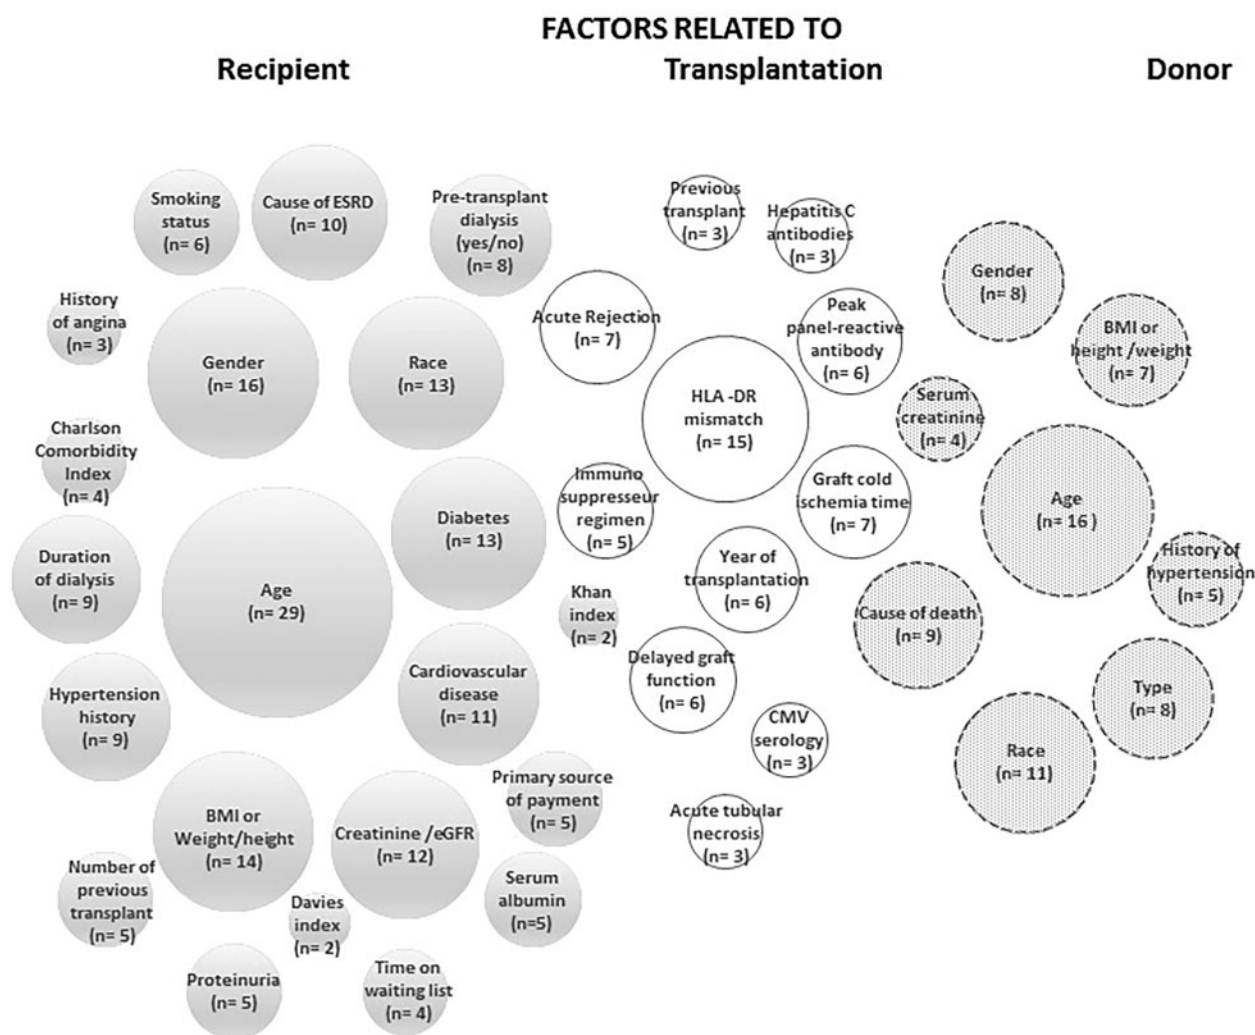 FACTORS RELATED TO
Recipient
Transplantation
Donor
Smoking
status
(n= 6)
Cause of ESRD
(n= 10)
Pre-transplant
dialysis
(yes/no)
(n= 8)
History
of angina
(n= 3)
Gender
(n= 16)
Race
(n= 13)
Charlson
Comorbidity
Index
(n= 4)
Diabetes
(n= 13)
Duration
of dialysis
(n= 9)
Age
(n= 29)
Khan
index
(n= 2)
Hypertension
history
(n= 9)
Cardiovascular
disease
(n= 11)
BMI or
Weight/height
(n= 14)
Creatinine /eGFR
(n= 12)
Primary source
of payment
(n= 5)
Number of
previous
transplant
(n= 5)
Davies
index
(n= 2)
Serum
albumin
(n=5)
Proteinuria
(n= 5)
Time on
waiting list
(n= 4)
Previous
transplant
(n= 3)
Hepatitis C
antibodies
(n= 3)
Acute Rejection
(n= 7)
Peak
panel-reactive
antibody
(n= 6)
HLA -DR
mismatch
(n= 15)
Immuno
suppresseur
regimen
(n= 5)
Graft cold
ischemia time
(n= 7)
Year of
transplantation
(n= 6)
Delayed graft
function
(n= 6)
CMV
serology
(n= 3)
Acute tubular
necrosis
(n= 3)
Gender
(n= 8)
BMI or
height /weight
(n= 7)
Serum
creatinine
(n= 4)
Age
(n= 16 )
History of
hypertension
(n= 5)
Cause of death
(n= 9)
Type
(n= 8)
Race
(n= 11)